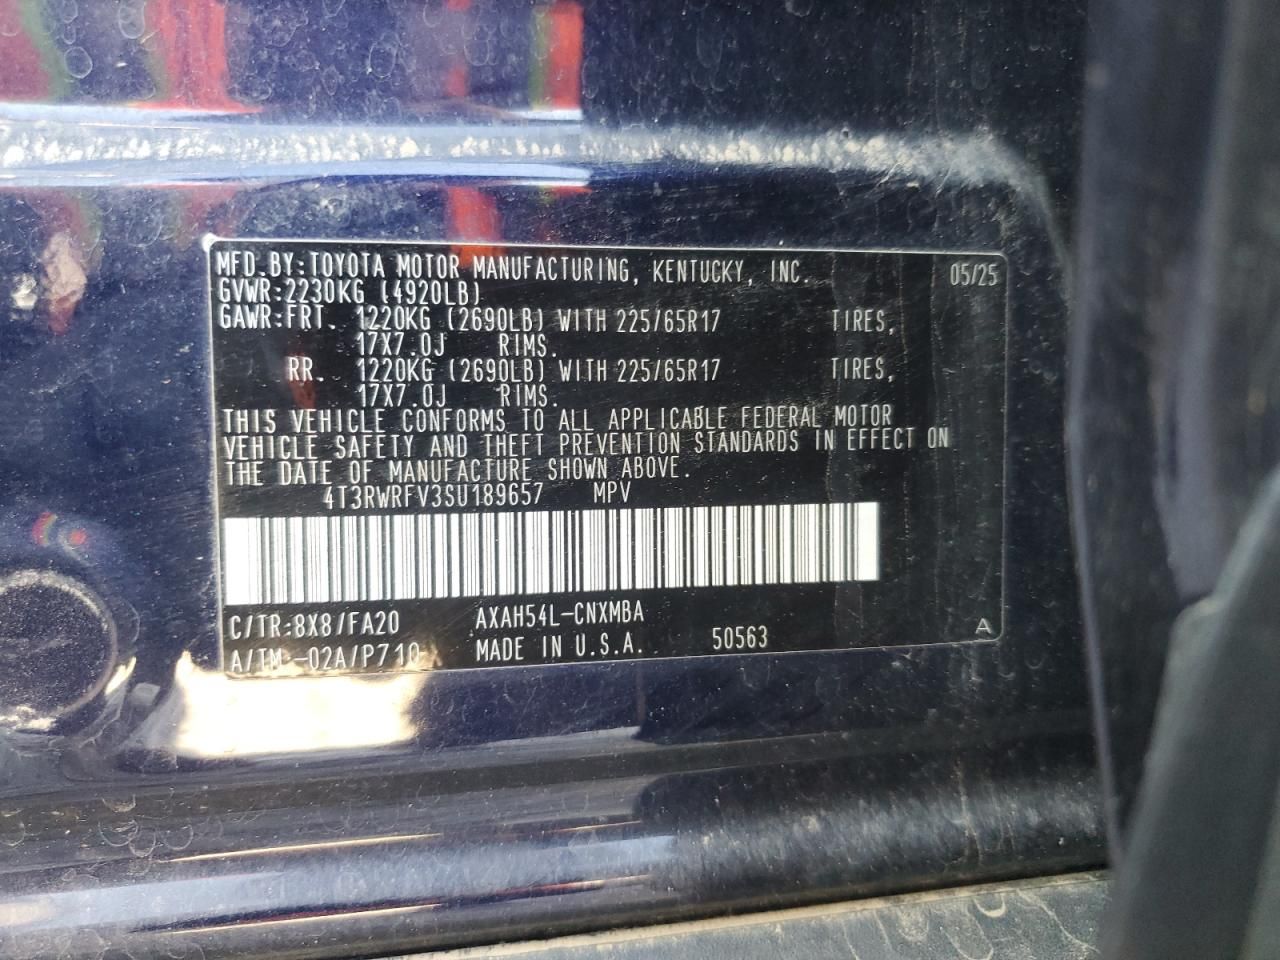 MFD.BY:TOYOTA MOTOR MANUFACTURING, KENTUCKY, INC. 05/25
GVWR:2230KG (4920LB)
GAWR:FRT. 1220KG (2690LB) WITH 225/65R17 TIRES,
17X7.0J RIMS.
RR. 1220KG (2690LB) WITH 225/65R17 TIRES,
17X7.0J RIMS.
THIS VEHICLE CONFORMS TO ALL APPLICABLE FEDERAL MOTOR
VEHICLE SAFETY AND THEFT PREVENTION STANDARDS IN EFFECT ON
THE DATE OF MANUFACTURE SHOWN ABOVE.
4T3RWRFV3SU189657 MPV
C/TR:8X8/FA20 AXAH54L-CNXMBA
A/TM -02A/P710 MADE IN U.S.A. 50563 A